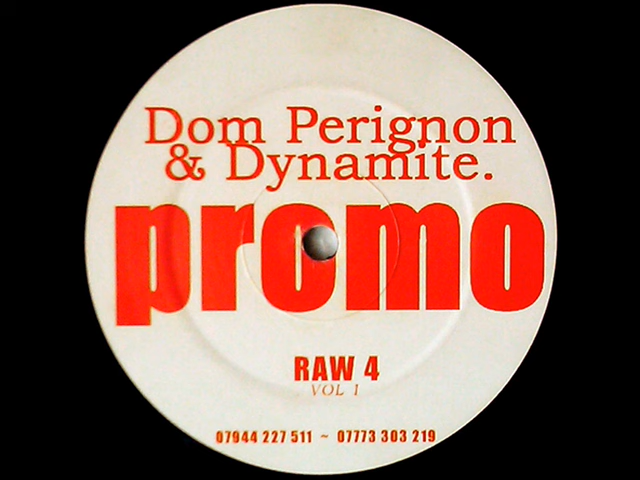 Dom Perignon
& Dynamite.
promo
RAW 4
VOL 1
07944 227 511 ~ 07773 303 219